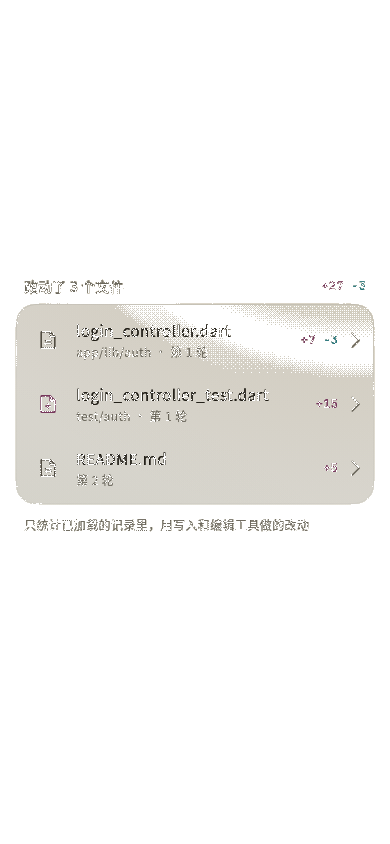 改动了 3 个文件 +27 -3
login_controller.dart +7 -3
app/lib/auth · 第 1 轮
login_controller_test.dart +15
test/auth · 第 1 轮
README.md +5
第 2 轮
只统计已加载的记录里，用写入和编辑工具做的改动